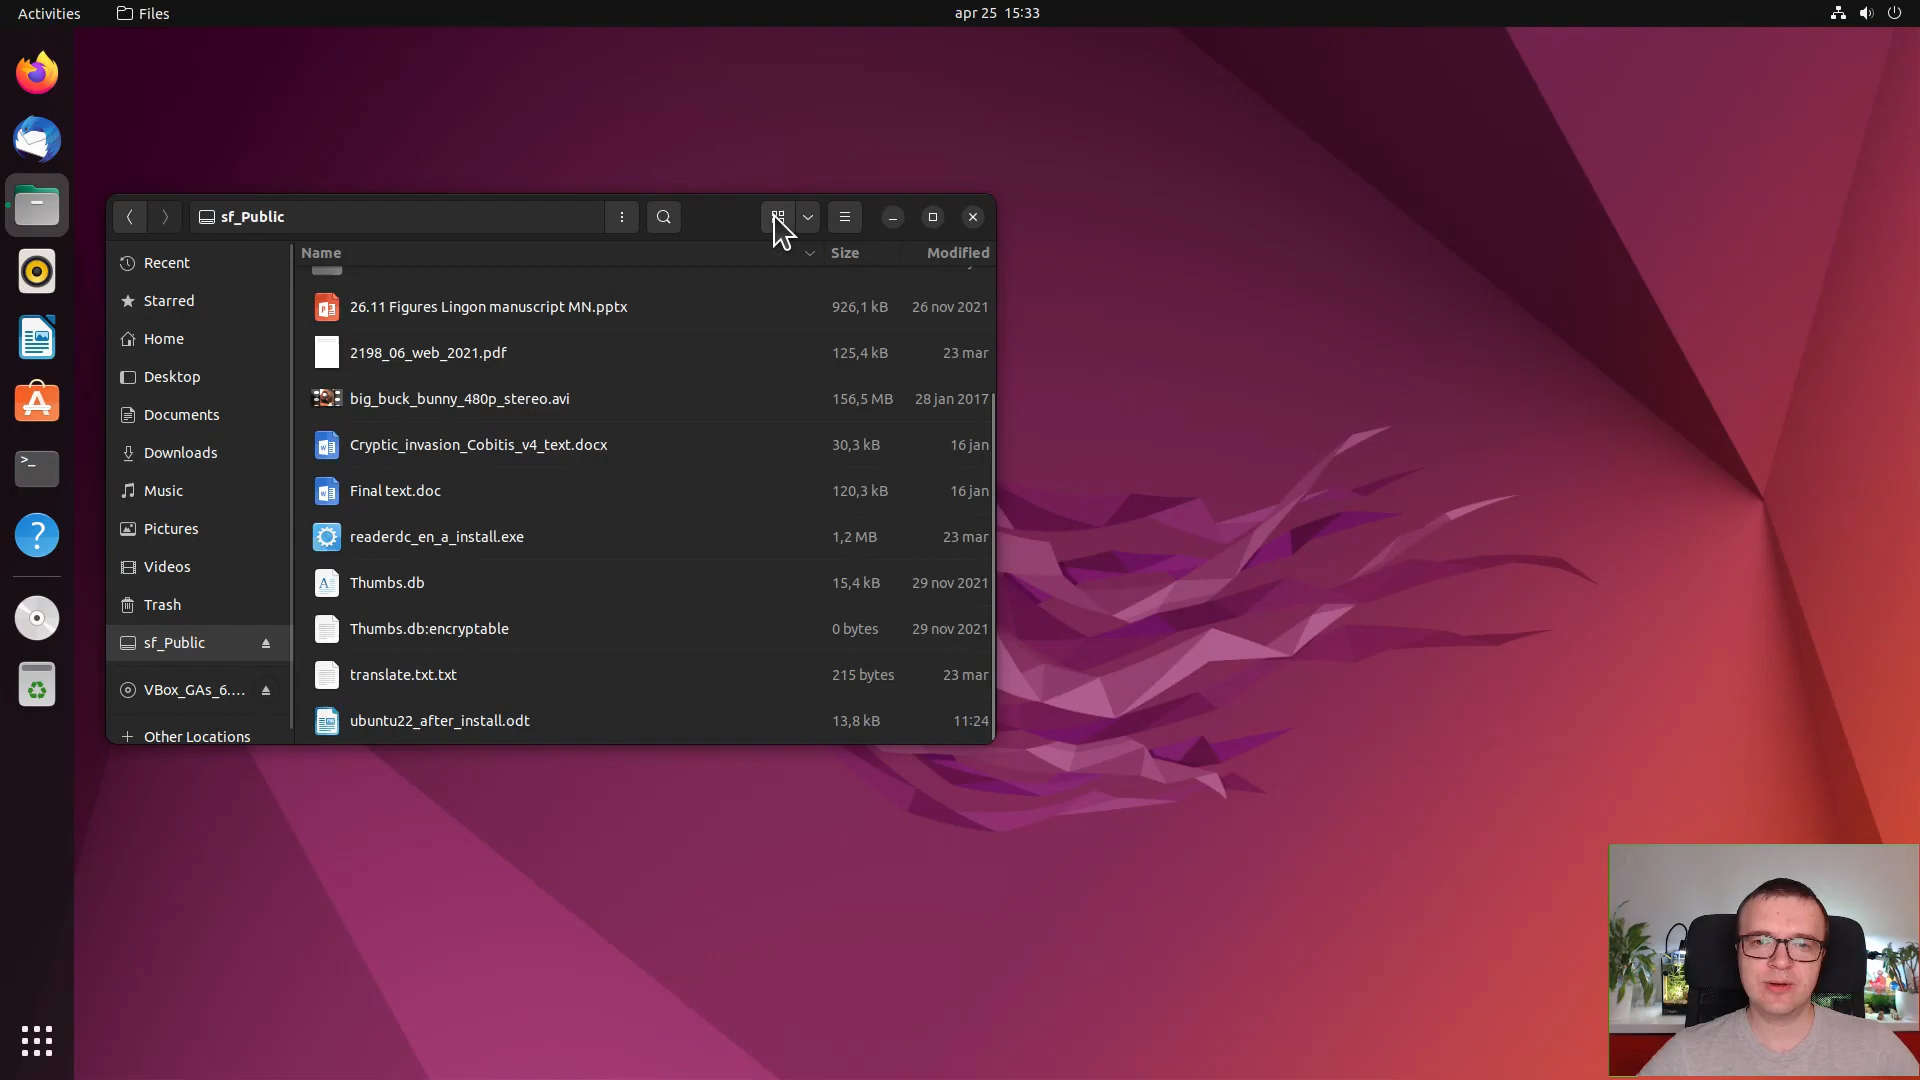 Activities Files apr 25 15:33
sf_Public
Name Size Modified
Recent
Starred
Home
Desktop
Documents
Downloads
Music
Pictures
Videos
Trash
sf_Public
VBox_GAs_6....
Other Locations
26.11 Figures Lingon manuscript MN.pptx 926,1 kB 26 nov 2021
2198_06_web_2021.pdf 125,4 kB 23 mar
big_buck_bunny_480p_stereo.avi 156,5 MB 28 jan 2017
Cryptic_invasion_Cobitis_v4_text.docx 30,3 kB 16 jan
Final text.doc 120,3 kB 16 jan
readerdc_en_a_install.exe 1,2 MB 23 mar
Thumbs.db 15,4 kB 29 nov 2021
Thumbs.db:encryptable 0 bytes 29 nov 2021
translate.txt.txt 215 bytes 23 mar
ubuntu22_after_install.odt 13,8 kB 11:24